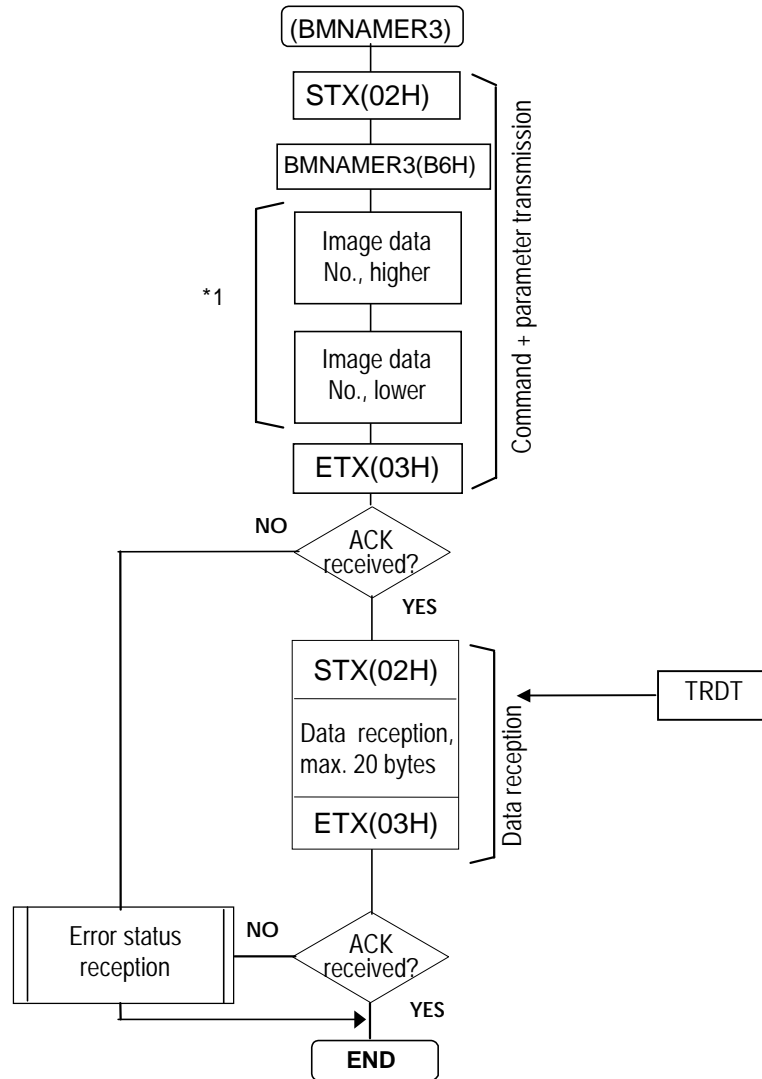 (BMNAMER3)
STX(02H)
BMNAMER3(B6H)
Image data
No., higher
*1
Image data
No., lower
ETX(03H)
Command + parameter transmission
NO
ACK
received?
YES
STX(02H)
Data reception,
max. 20 bytes
ETX(03H)
Data reception
TRDT
Error status
reception
NO
ACK
received?
YES
END